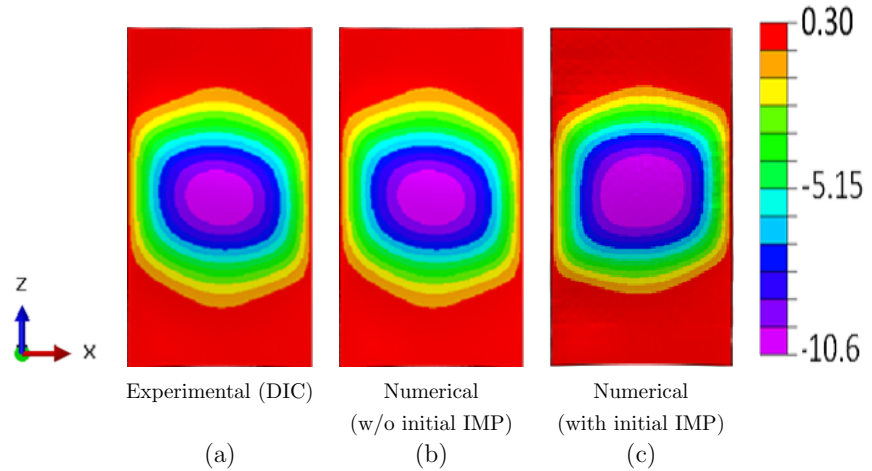 0.30
-5.15
-10.6
Z
X
Experimental (DIC)
Numerical
(w/o initial IMP)
Numerical
(with initial IMP)
(a)
(b)
(c)